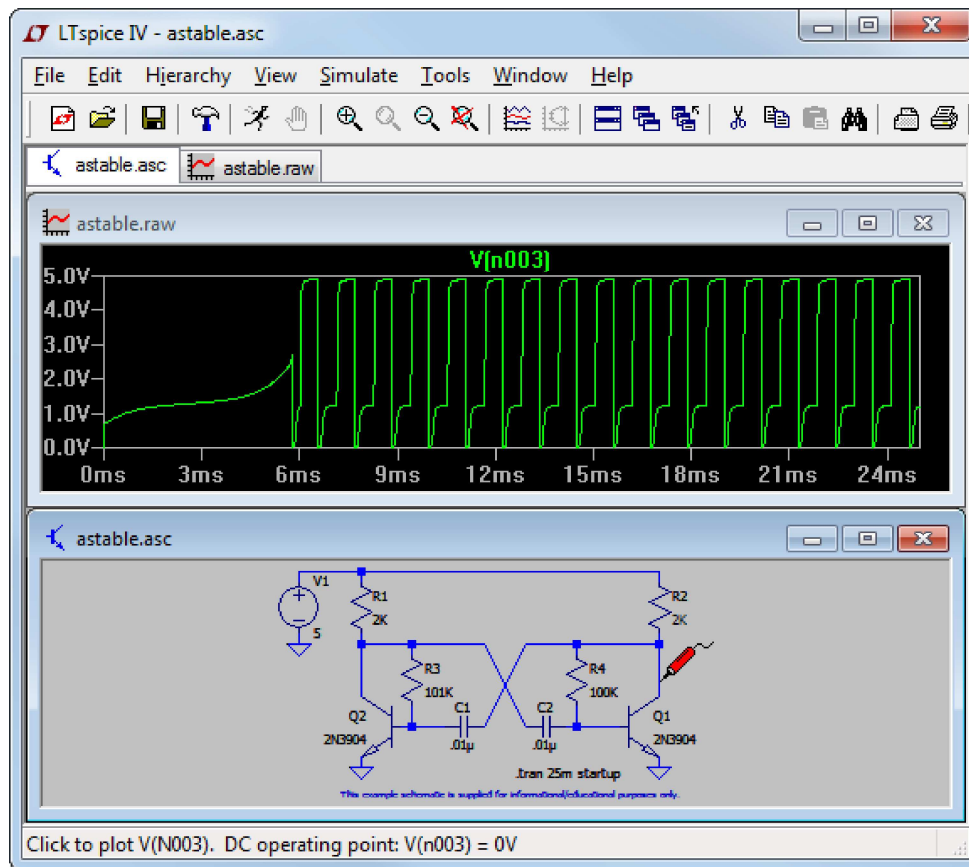 LTspice IV - astable.asc
File Edit Hierarchy View Simulate Tools Window Help
astable.asc astable.raw
astable.raw
V(n003)
5.0V
4.0V
3.0V
2.0V
1.0V
0.0V
0ms 3ms 6ms 9ms 12ms 15ms 18ms 21ms 24ms
astable.asc
V1
5
R1
2K
R2
2K
R3
101K
R4
100K
C1
.01µ
C2
.01µ
Q2
2N3904
Q1
2N3904
.tran 25m startup
This example schematic is supplied for informational/educational purposes only.
Click to plot V(N003). DC operating point: V(n003) = 0V